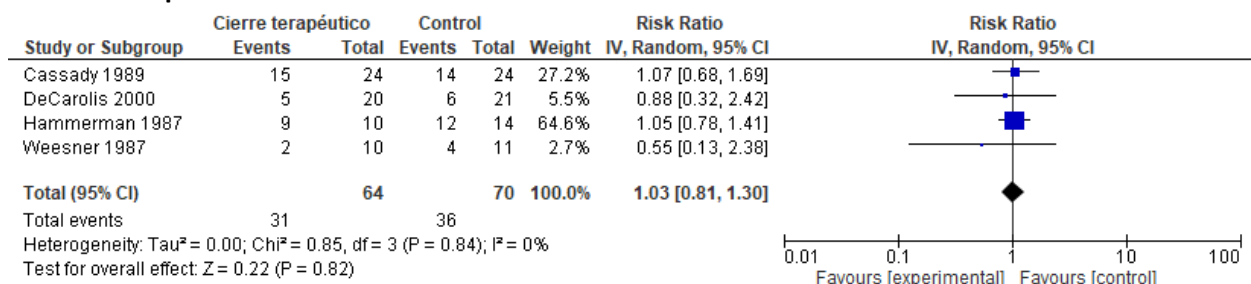 Cierre terapéutico Control Risk Ratio Risk Ratio
Study or Subgroup Events Total Events Total Weight IV, Random, 95% CI IV, Random, 95% CI
Cassady 1989 15 24 14 24 27.2% 1.07 [0.68, 1.69]
DeCarolis 2000 5 20 6 21 5.5% 0.88 [0.32, 2.42]
Hammerman 1987 9 10 12 14 64.6% 1.05 [0.78, 1.41]
Weesner 1987 2 10 4 11 2.7% 0.55 [0.13, 2.38]
Total (95% CI) 64 70 100.0% 1.03 [0.81, 1.30]
Total events 31 36
Heterogeneity: Tau² = 0.00; Chi² = 0.85, df = 3 (P = 0.84); I² = 0%
Test for overall effect: Z = 0.22 (P = 0.82)
0.01 0.1 1 10 100
Favours [experimental] Favours [control]